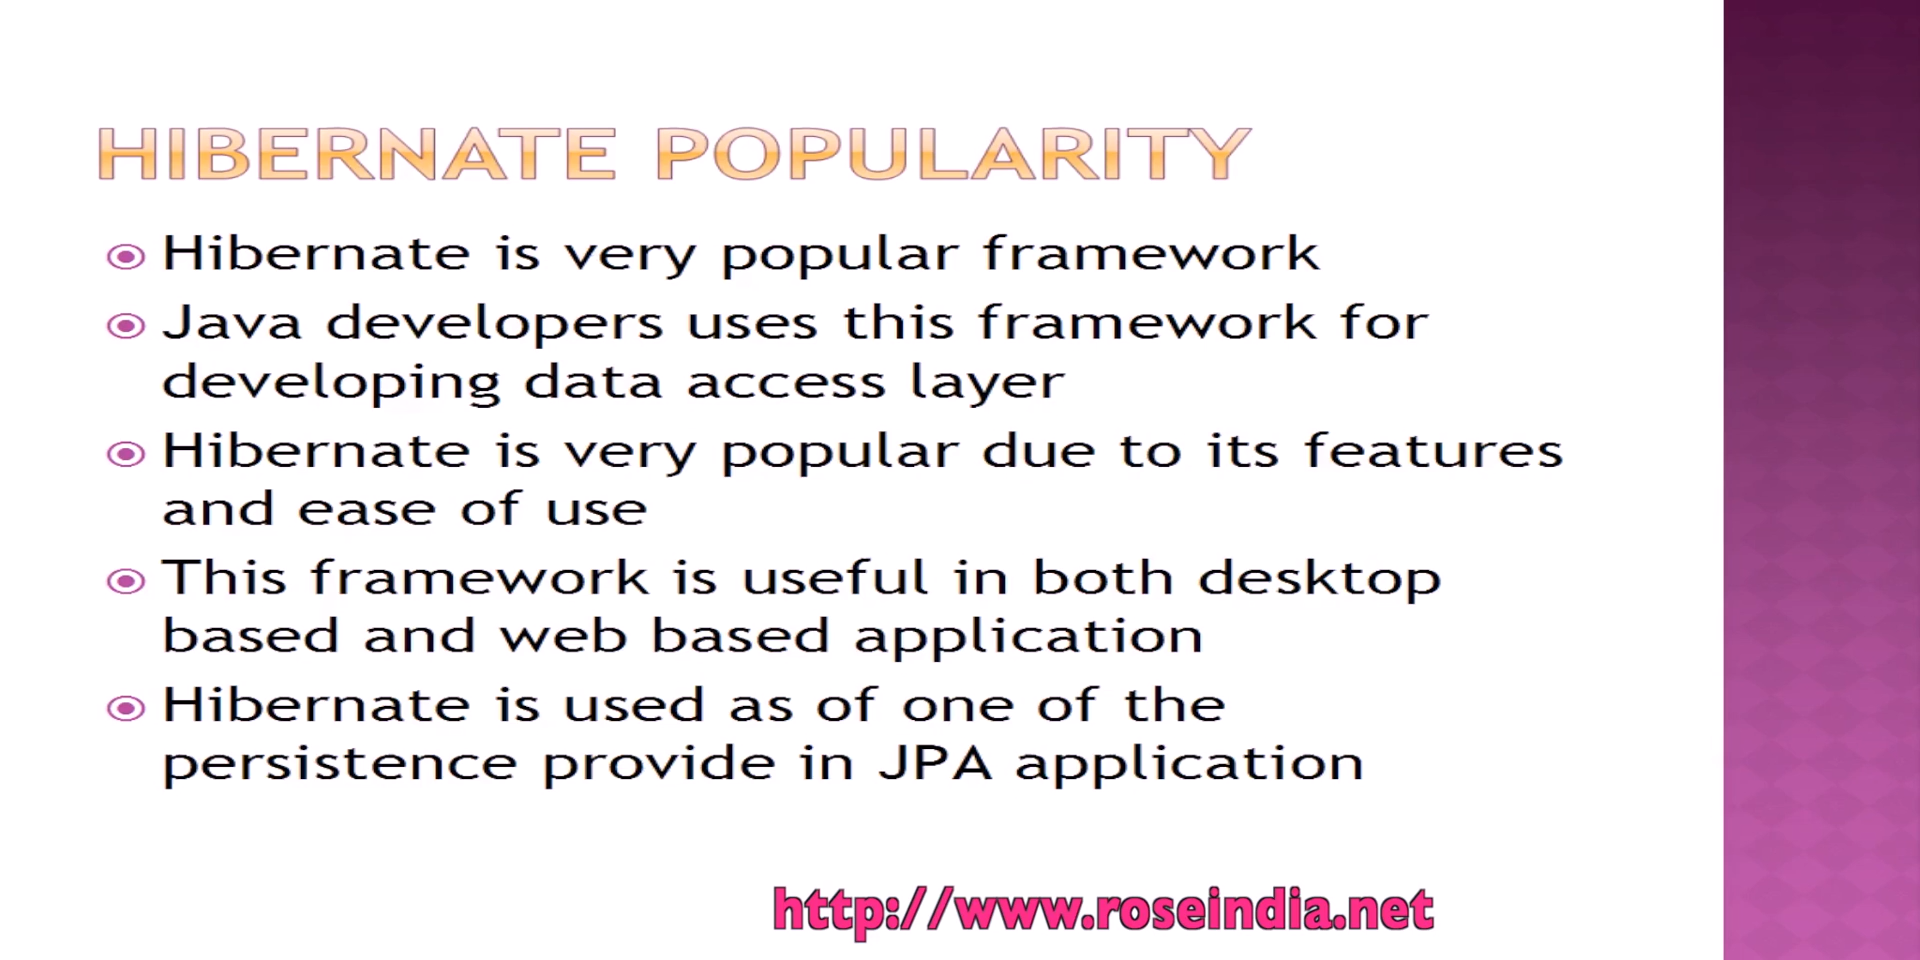 HIBERNATE POPULARITY
Hibernate is very popular framework
Java developers uses this framework for
developing data access layer
Hibernate is very popular due to its features
and ease of use
This framework is useful in both desktop
based and web based application
Hibernate is used as of one of the
persistence provide in JPA application
http://www.roseindia.net